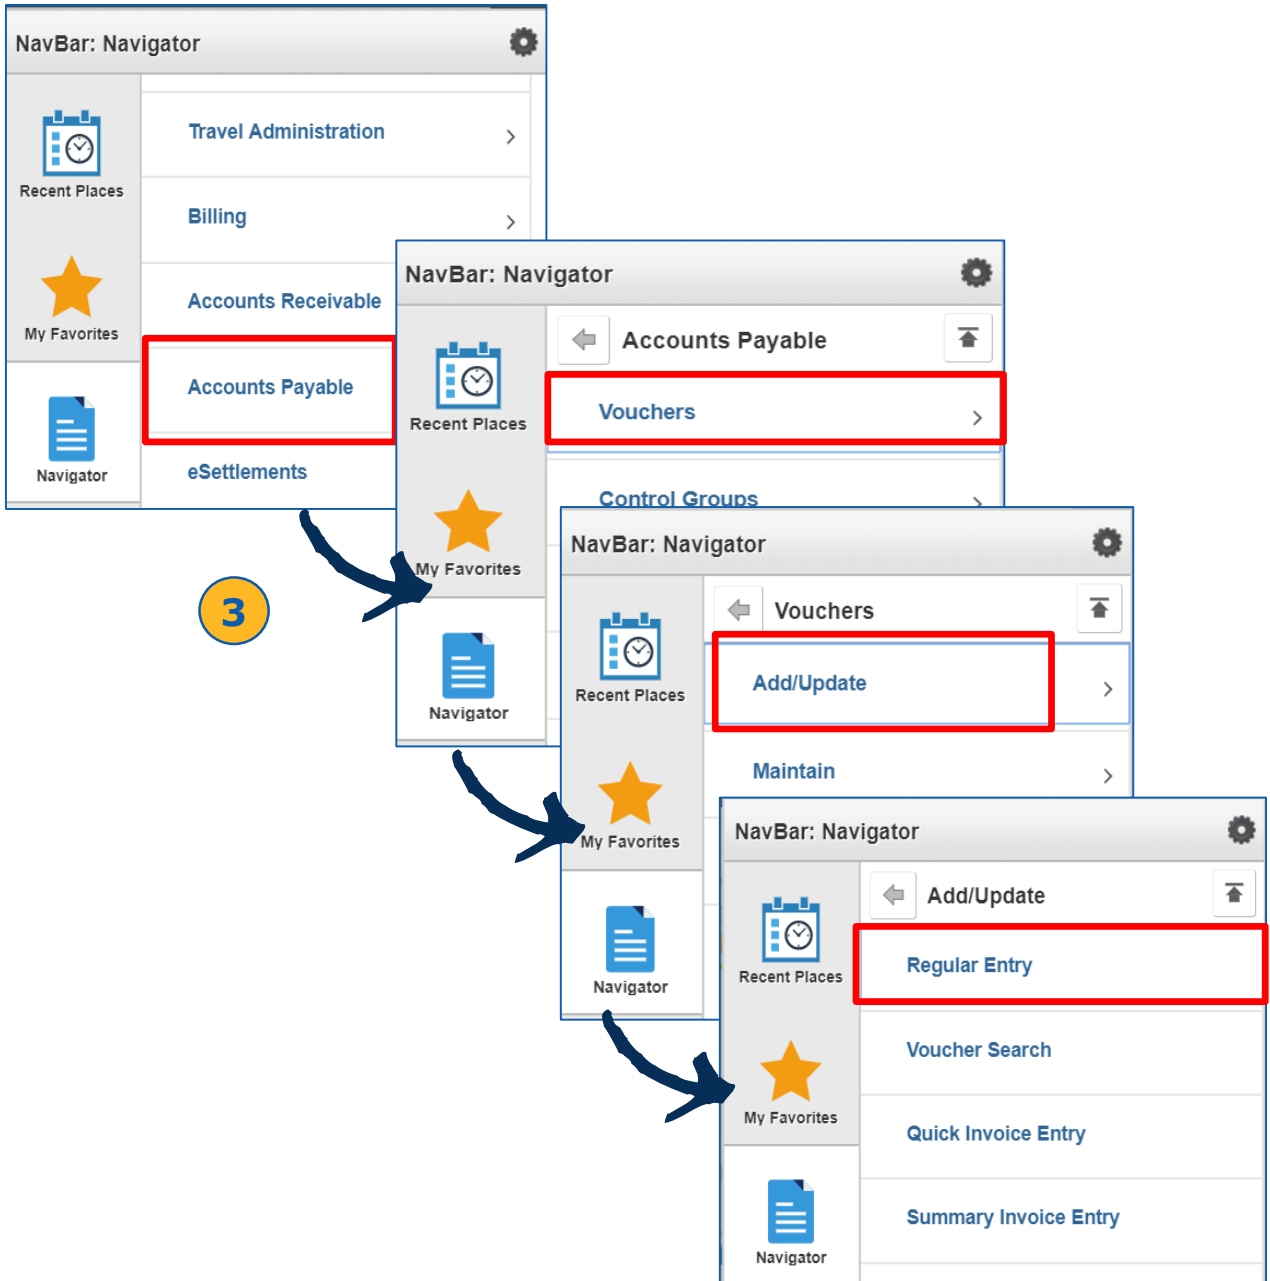 NavBar: Navigator
Travel Administration
Recent Places
Billing
Accounts Receivable
My Favorites
Accounts Payable
Navigator
eSettlements
NavBar: Navigator
Accounts Payable
Vouchers
Recent Places
Control Groups
My Favorites
Navigator
3
NavBar: Navigator
Vouchers
Add/Update
Recent Places
Maintain
My Favorites
Navigator
NavBar: Navigator
Add/Update
Regular Entry
Recent Places
Voucher Search
My Favorites
Quick Invoice Entry
Summary Invoice Entry
Navigator